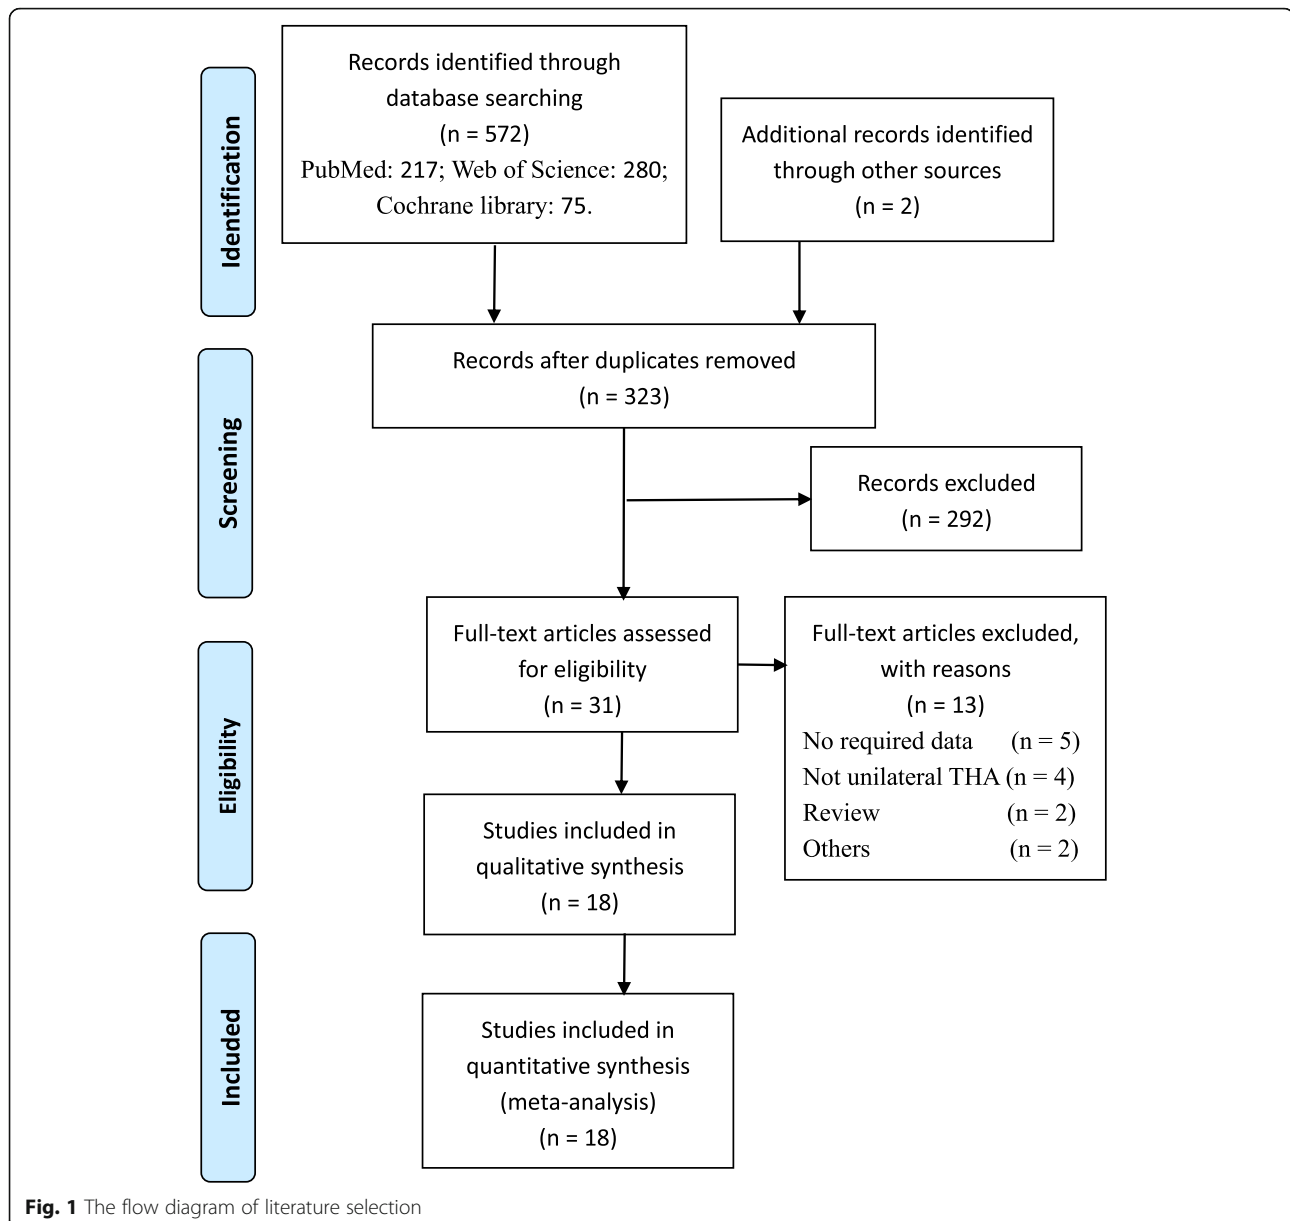 Identification
Records identified through
database searching
(n = 572)
PubMed: 217; Web of Science: 280;
Cochrane library: 75.
Additional records identified
through other sources
(n = 2)
Screening
Records after duplicates removed
(n = 323)
Records excluded
(n = 292)
Eligibility
Full-text articles assessed
for eligibility
(n = 31)
Full-text articles excluded,
with reasons
(n = 13)
No required data (n = 5)
Not unilateral THA (n = 4)
Review (n = 2)
Others (n = 2)
Studies included in
qualitative synthesis
(n = 18)
Included
Studies included in
quantitative synthesis
(meta-analysis)
(n = 18)
Fig. 1 The flow diagram of literature selection